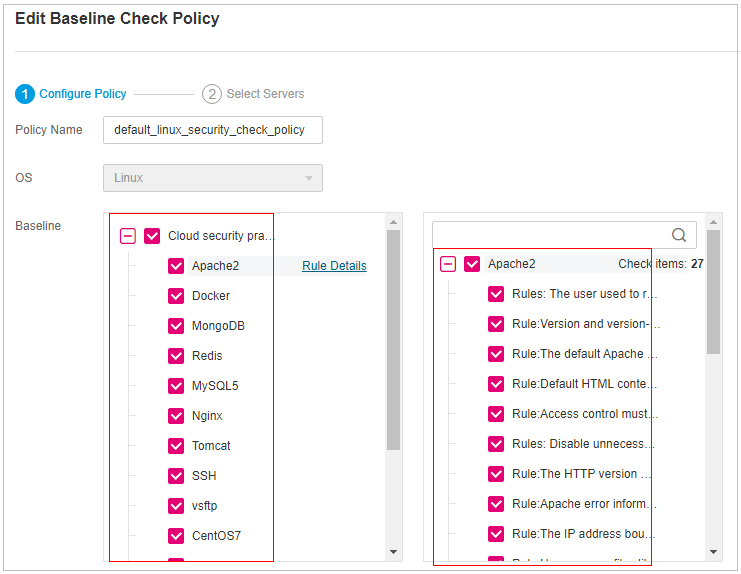 Edit Baseline Check Policy
1 Configure Policy 2 Select Servers
Policy Name default_linux_security_check_policy
OS Linux
Baseline
Cloud security pra...
Apache2 Rule Details
Docker
MongoDB
Redis
MySQL5
Nginx
Tomcat
SSH
vsftp
CentOS7
Apache2 Check items: 27
Rules: The user used to r...
Rule:Version and version-...
Rule:The default Apache ...
Rule:Default HTML conte...
Rule:Access control must...
Rules: Disable unnecess...
Rule:The HTTP version ...
Rule:Apache error inform...
Rule:The IP address bou...